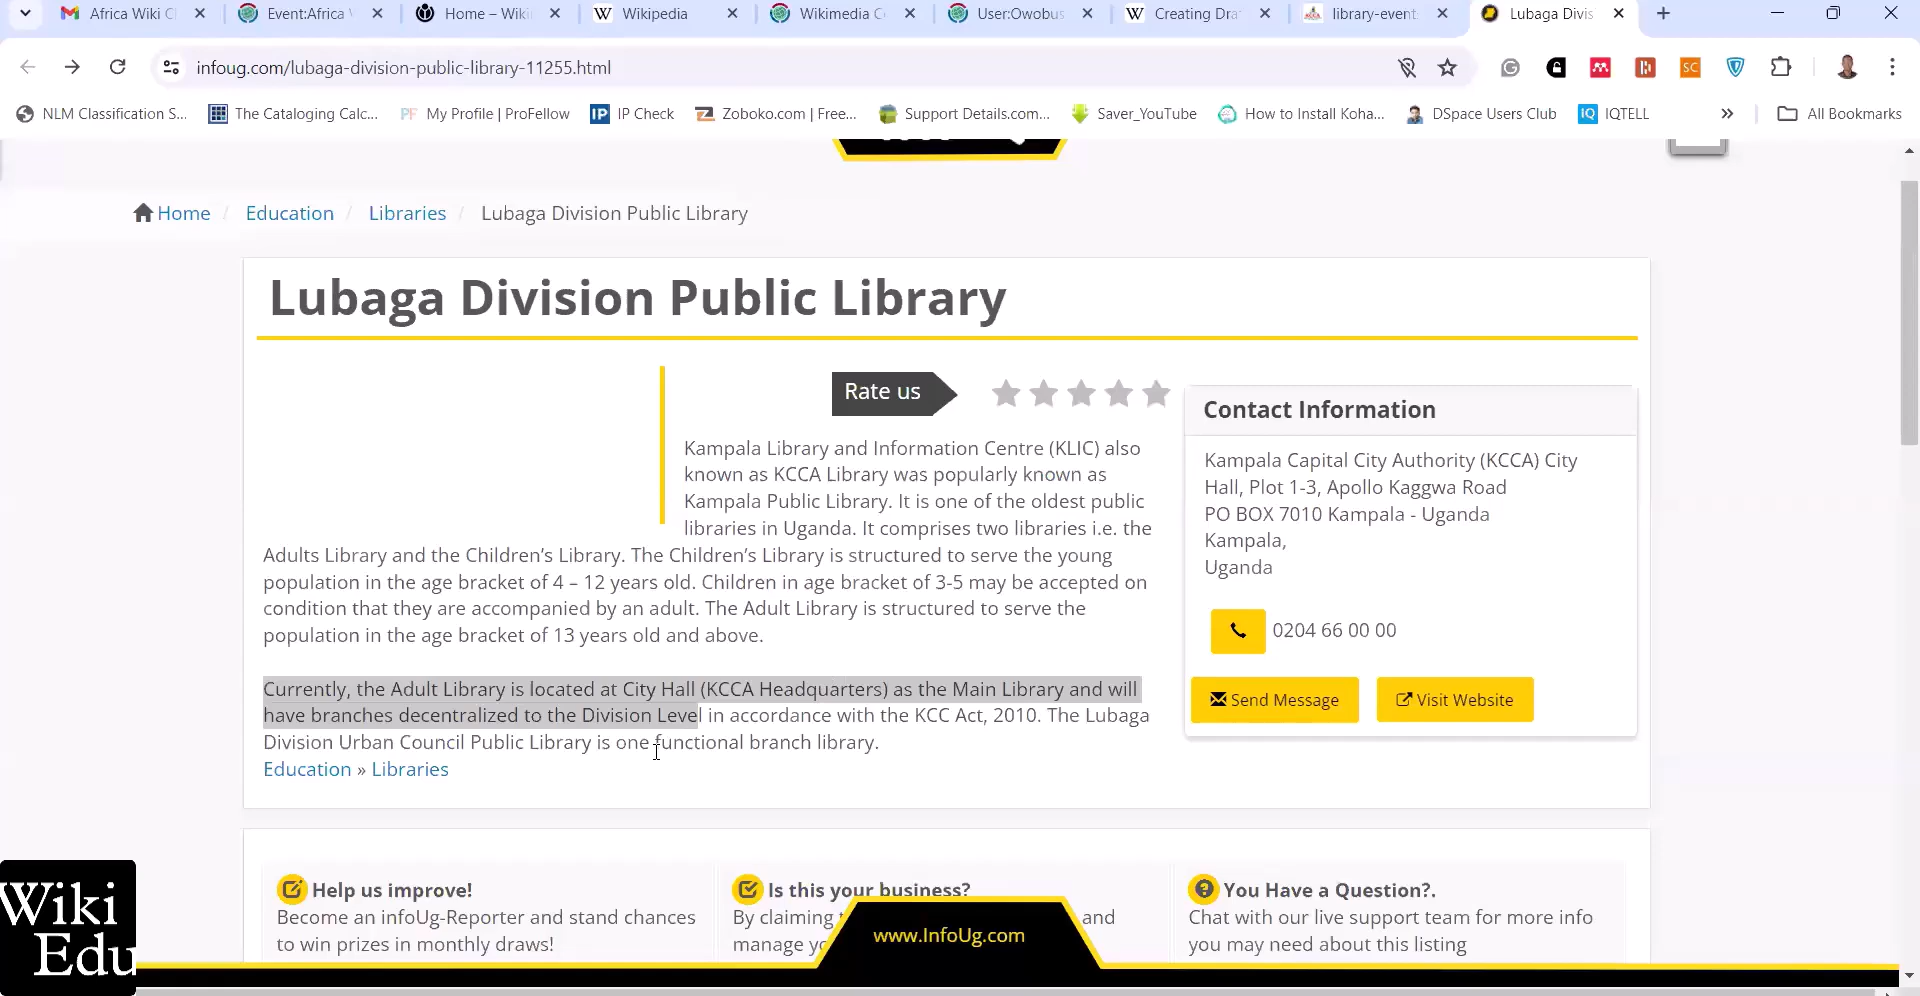 Africa Wiki C
Event:Africa
Home – Wiki
Wikipedia
Wikimedia C
User:Owobus
Creating Dra
library-event
Lubaga Divis
infoug.com/lubaga-division-public-library-11255.html
NLM Classification S...
The Cataloging Calc...
PF My Profile | ProFellow
IP IP Check
Zoboko.com | Free...
Support Details.com...
Saver_YouTube
How to Install Koha...
DSpace Users Club
IQ IQTELL
All Bookmarks
Home / Education / Libraries / Lubaga Division Public Library
Lubaga Division Public Library
Rate us
Kampala Library and Information Centre (KLIC) also
known as KCCA Library was popularly known as
Kampala Public Library. It is one of the oldest public
libraries in Uganda. It comprises two libraries i.e. the
Adults Library and the Children’s Library. The Children’s Library is structured to serve the young
population in the age bracket of 4 – 12 years old. Children in age bracket of 3-5 may be accepted on
condition that they are accompanied by an adult. The Adult Library is structured to serve the
population in the age bracket of 13 years old and above.
Currently, the Adult Library is located at City Hall (KCCA Headquarters) as the Main Library and will
have branches decentralized to the Division Level in accordance with the KCC Act, 2010. The Lubaga
Division Urban Council Public Library is one functional branch library.
Education » Libraries
Contact Information
Kampala Capital City Authority (KCCA) City
Hall, Plot 1-3, Apollo Kaggwa Road
PO BOX 7010 Kampala - Uganda
Kampala,
Uganda
0204 66 00 00
Send Message
Visit Website
Help us improve!
Become an infoUg-Reporter and stand chances
to win prizes in monthly draws!
Is this your business?
By claiming and
manage yo
You Have a Question?.
Chat with our live support team for more info
you may need about this listing
www.InfoUg.com
Wiki
Edu